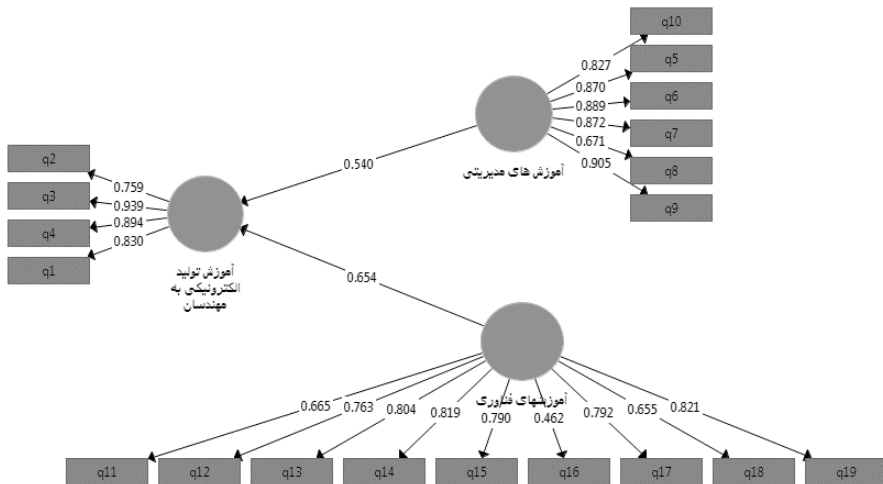 q10
q5
q6
q7
q8
q9
0.827
0.870
0.889
0.872
0.671
0.905
آموزش های مدیریتی
0.540
q2
q3
q4
q1
0.759
0.939
0.894
0.830
آموزش تولید
الکترونیکی به
مهندسان
0.654
آموزشهای فناوری
0.665
0.763
0.804
0.819
0.790
0.462
0.792
0.655
0.821
q11
q12
q13
q14
q15
q16
q17
q18
q19